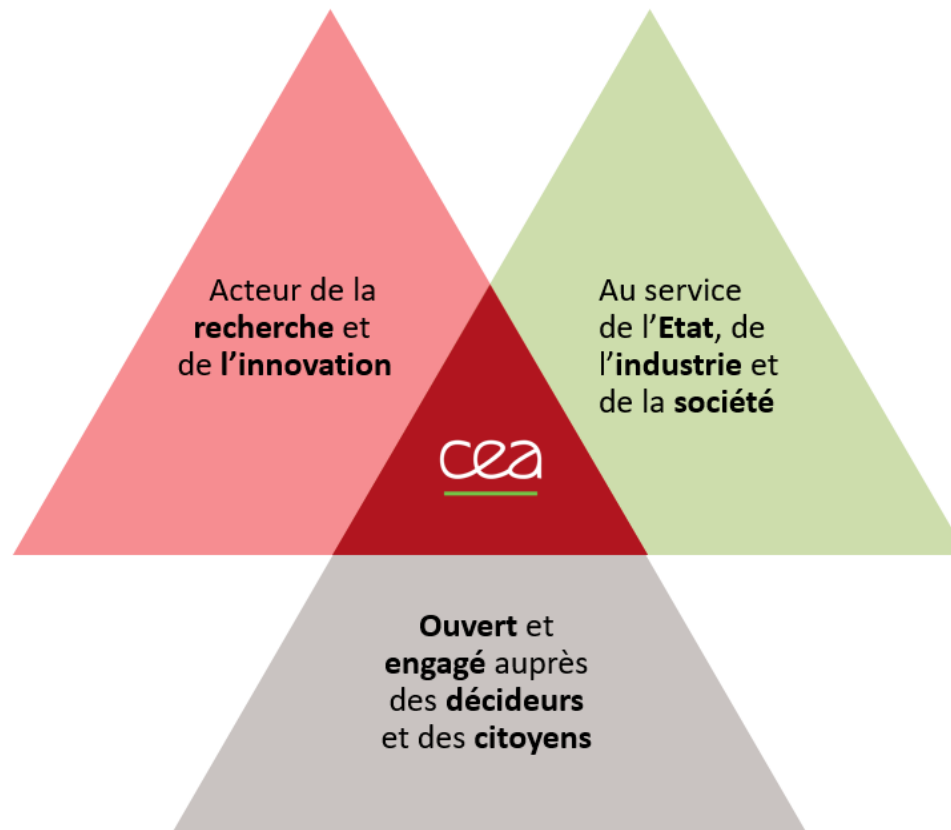 Acteur de la
recherche et
de l'innovation
Au service
de l'Etat, de
l'industrie et
de la société
cea
Ouvert et
engagé auprès
des décideurs
et des citoyens